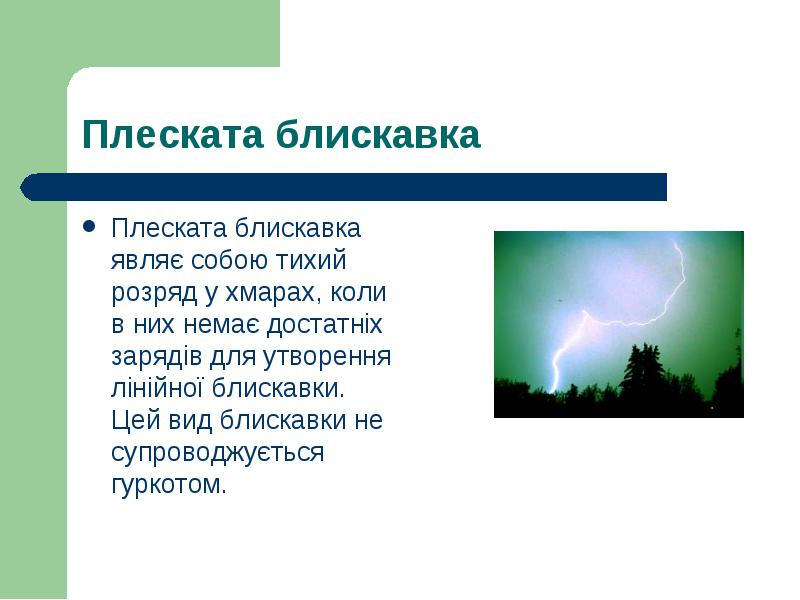 Плеската блискавка
Плеската блискавка
являє собою тихий
розряд у хмарах, коли
в них немає достатніх
зарядів для утворення
лінійної блискавки.
Цей вид блискавки не
супроводжується
гуркотом.